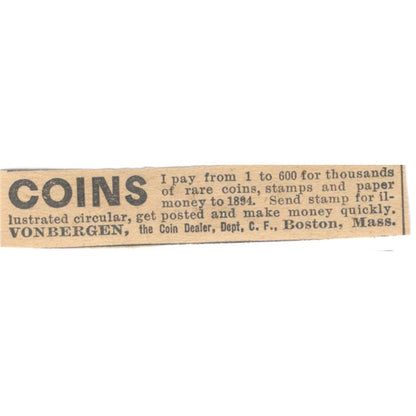 COINS I pay from 1 to 600 for thousands
of rare coins, stamps and paper
money to 1894. Send stamp for il-
lustrated circular, get posted and make money quickly.
VONBERGEN, the Coin Dealer, Dept, C. F., Boston, Mass.